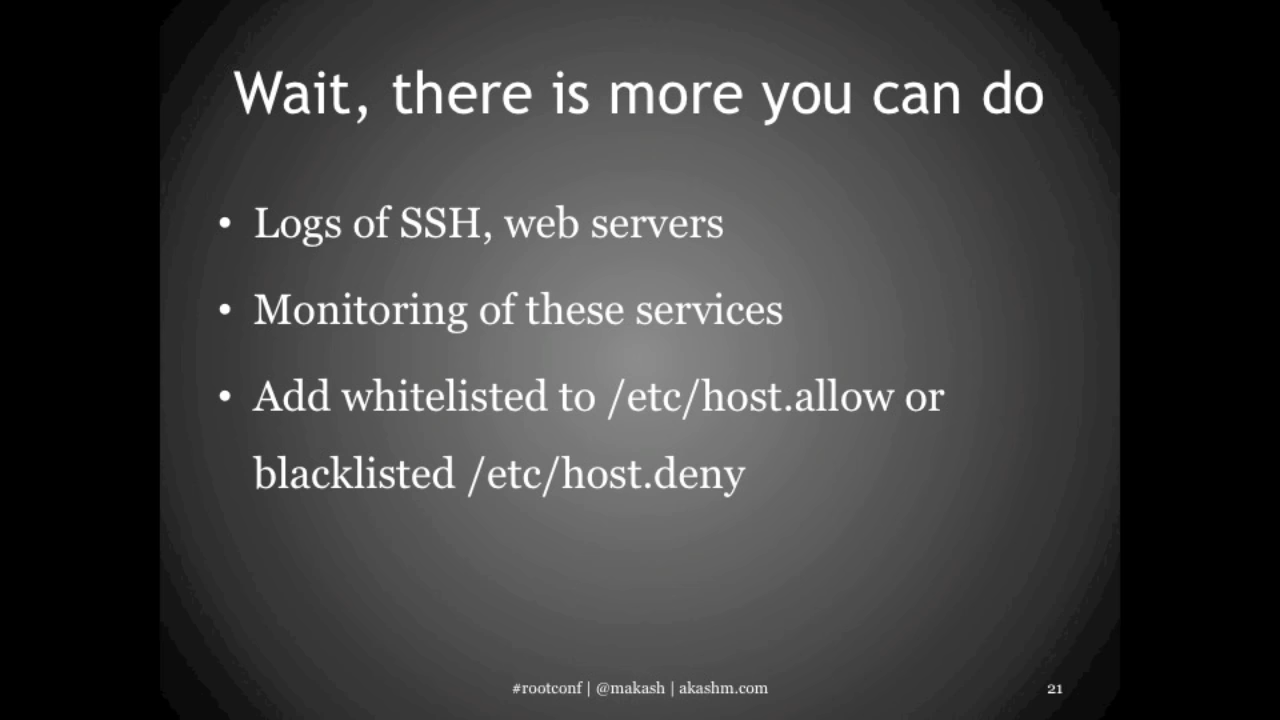 Wait, there is more you can do
• Logs of SSH, web servers
• Monitoring of these services
• Add whitelisted to /etc/host.allow or
blacklisted /etc/host.deny
#rootconf | @makash | akashm.com
21